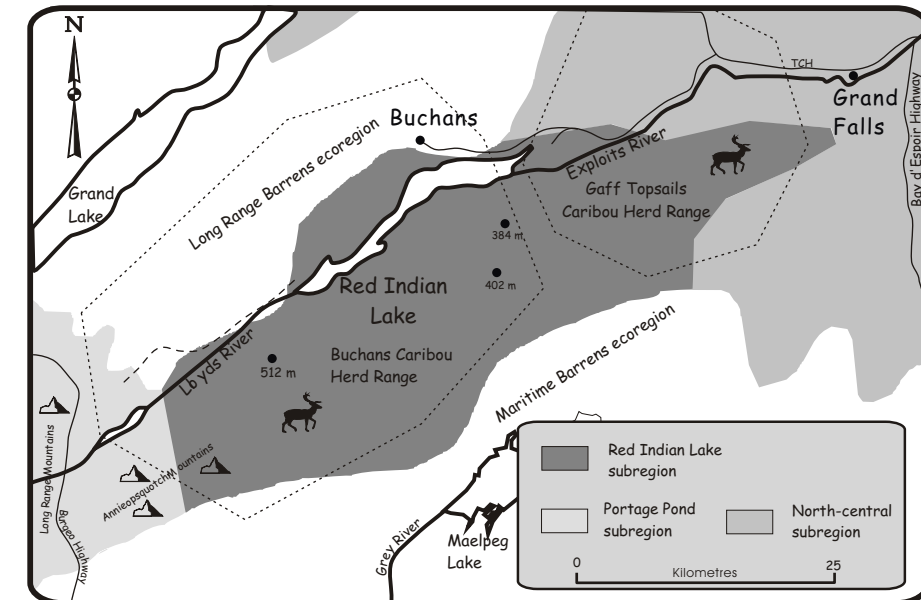 N
TCH
Grand
Falls
Bay d' Espoir Highway
Buchans
Long Range Barrens ecoregion
Exploits River
Gaff Topsails
Caribou Herd Range
Grand
Lake
384 m
402 m
Red Indian
Lake
Lloyds River
512 m
Buchans Caribou
Herd Range
Maritime Barrens ecoregion
Long Range Mountains
Annieopsquotch Mountains
Burgeo Highway
Grey River
Maelpeg
Lake
Red Indian Lake
subregion
Portage Pond
subregion
North-central
subregion
0
25
Kilometres